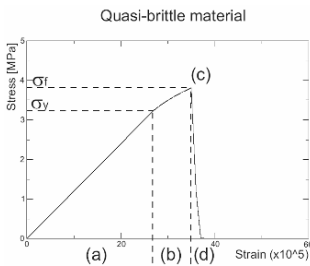 Quasi-brittle material
Stress [MPa]
5
4
3
2
1
0
σf
σy
(c)
0
20
40
60
(a)
(b)
(d)
Strain (x10^5)